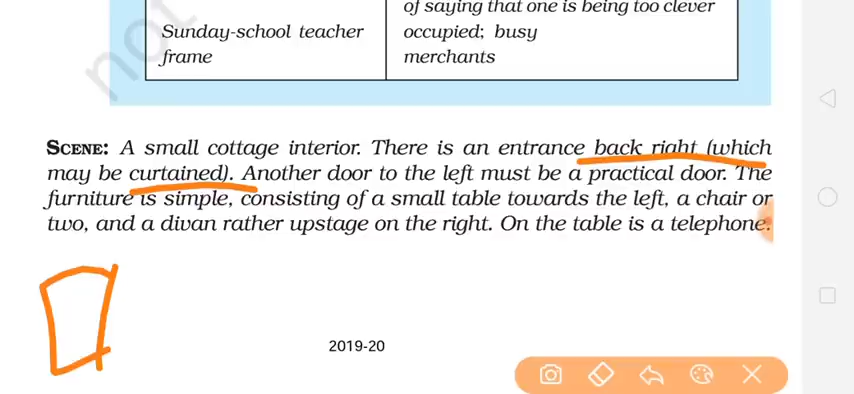 of saying that one is being too clever
Sunday-school teacher occupied; busy
frame merchants
not
SCENE: A small cottage interior. There is an entrance back right (which
may be curtained). Another door to the left must be a practical door. The
furniture is simple, consisting of a small table towards the left, a chair or
two, and a divan rather upstage on the right. On the table is a telephone.
2019-20